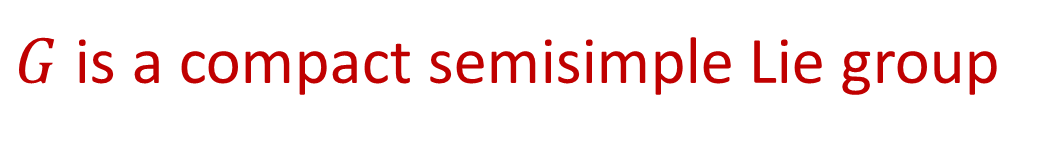 𝐺 is a compact semisimple Lie group